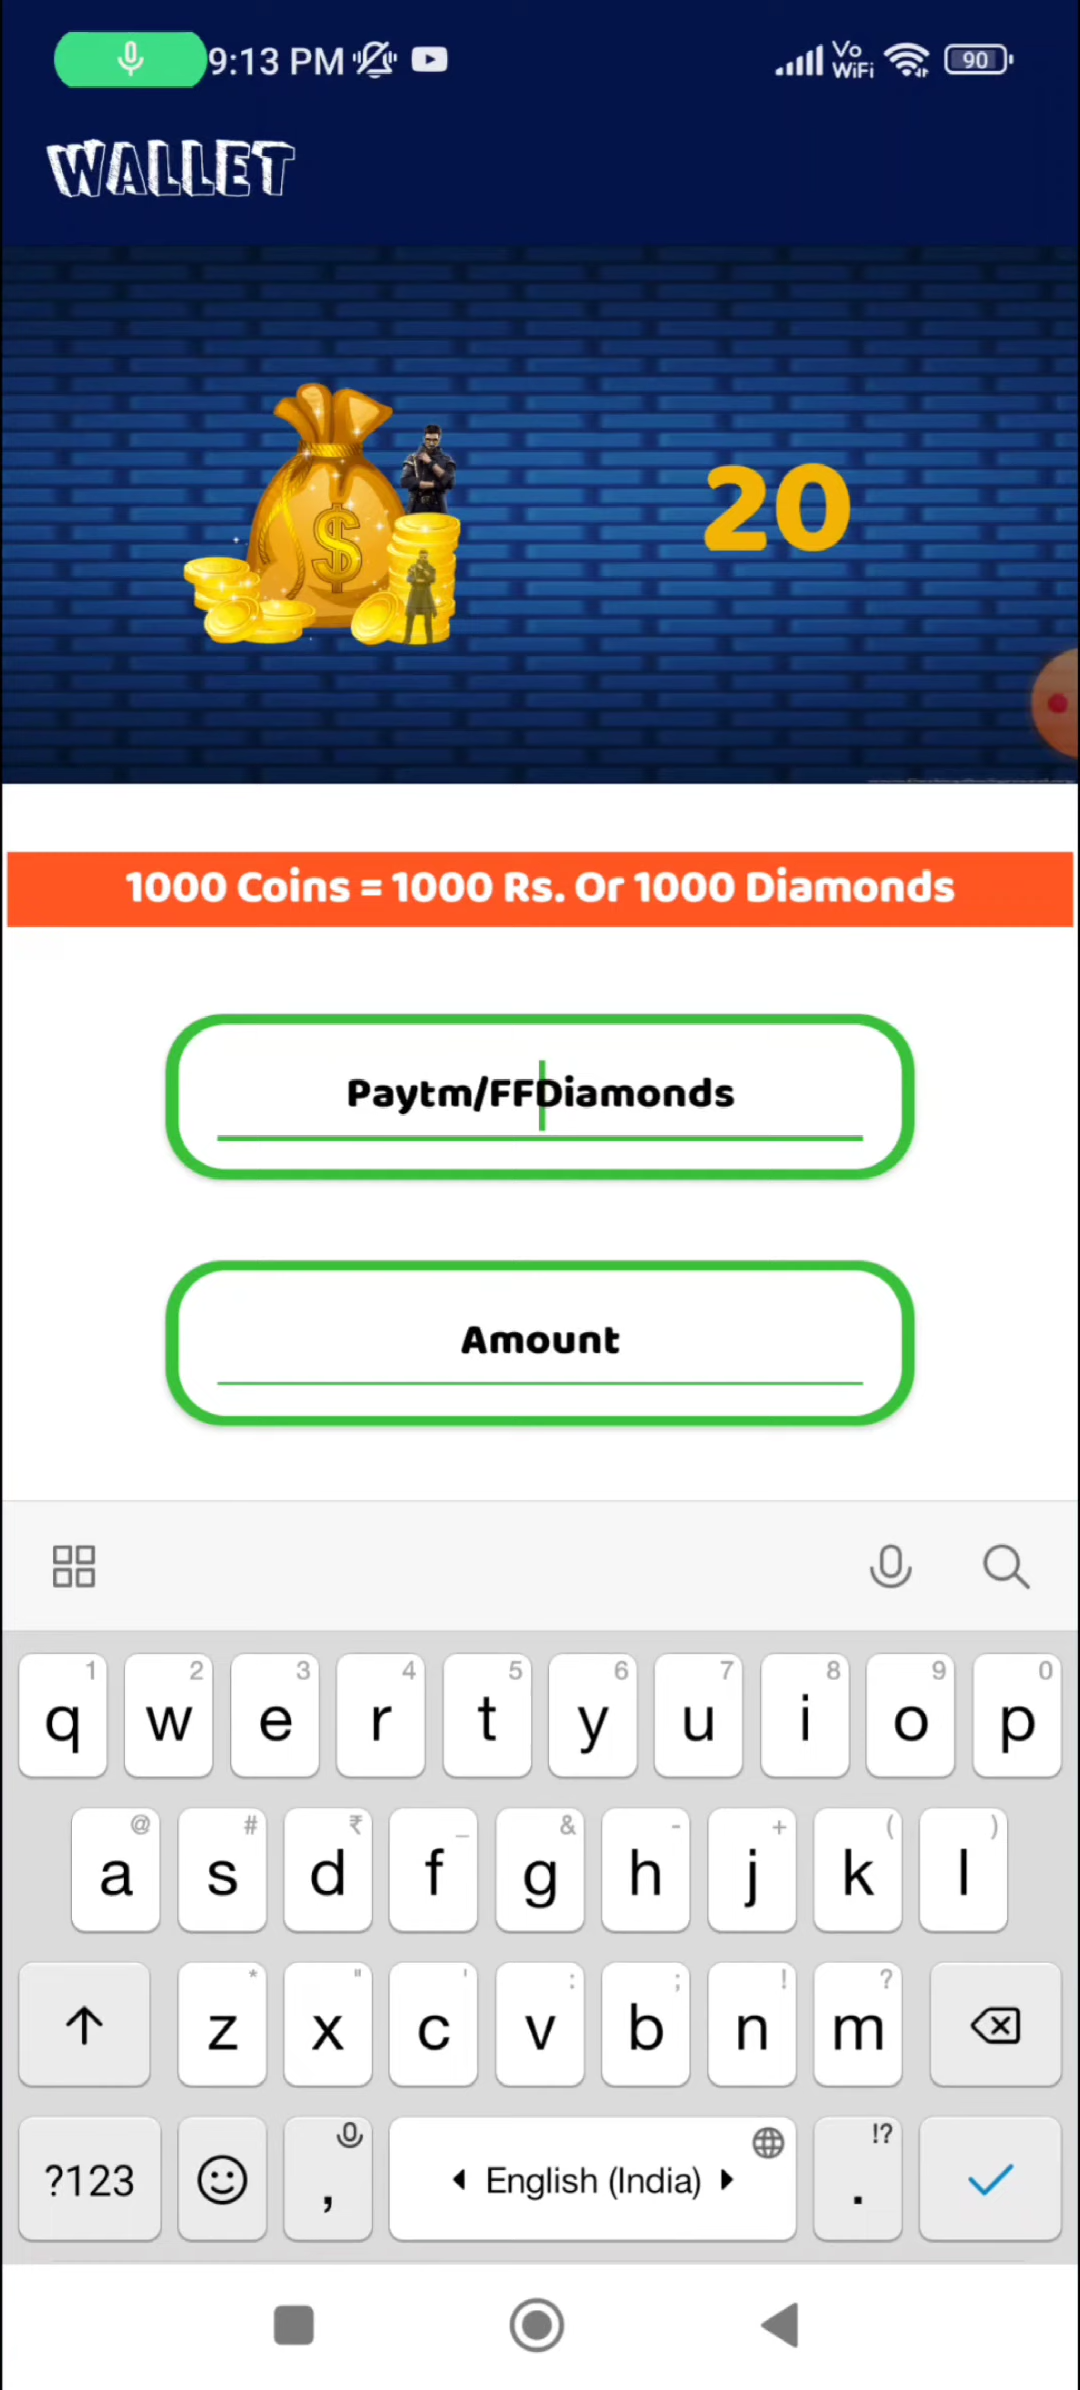 9:13 PM
Vo
WiFi
90
WALLET
$
20
1000 Coins = 1000 Rs. Or 1000 Diamonds
Paytm/FFDiamonds
Amount
1 2 3 4 5 6 7 8 9 0
q w e r t y u i o p
@ # ₹ _ & - + ( )
a s d f g h j k l
* " ' : ; ! ?
z x c v b n m
!?
?123 , English (India) .